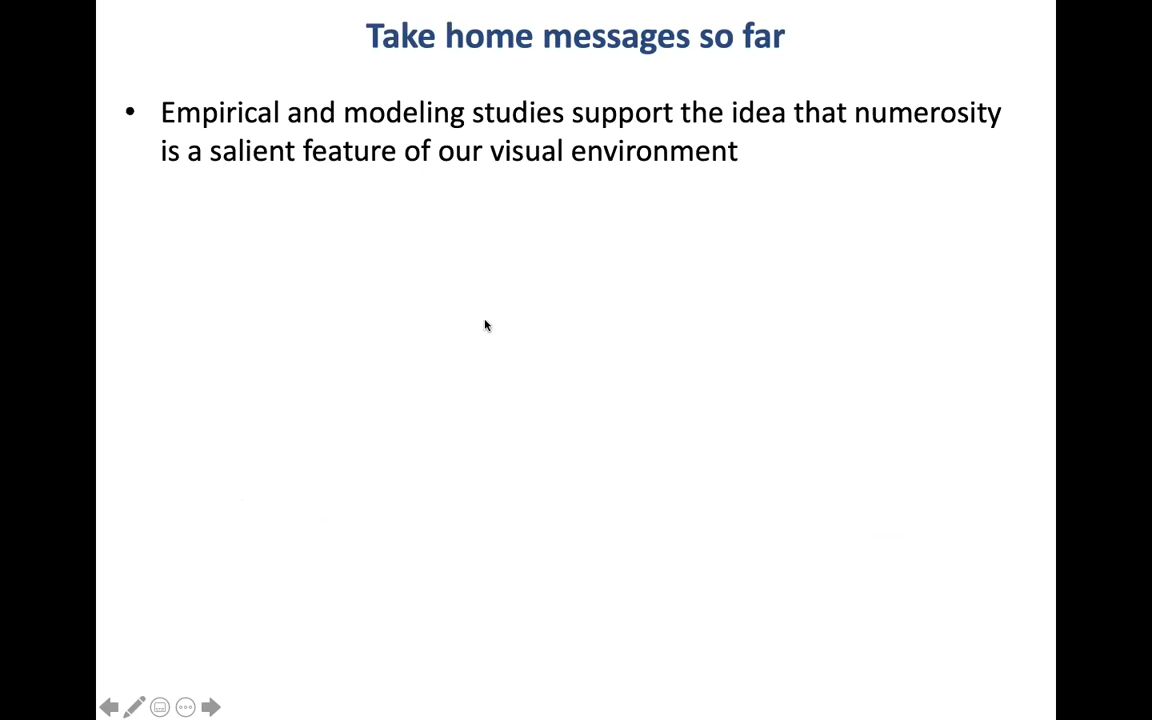 Take home messages so far
• Empirical and modeling studies support the idea that numerosity
is a salient feature of our visual environment